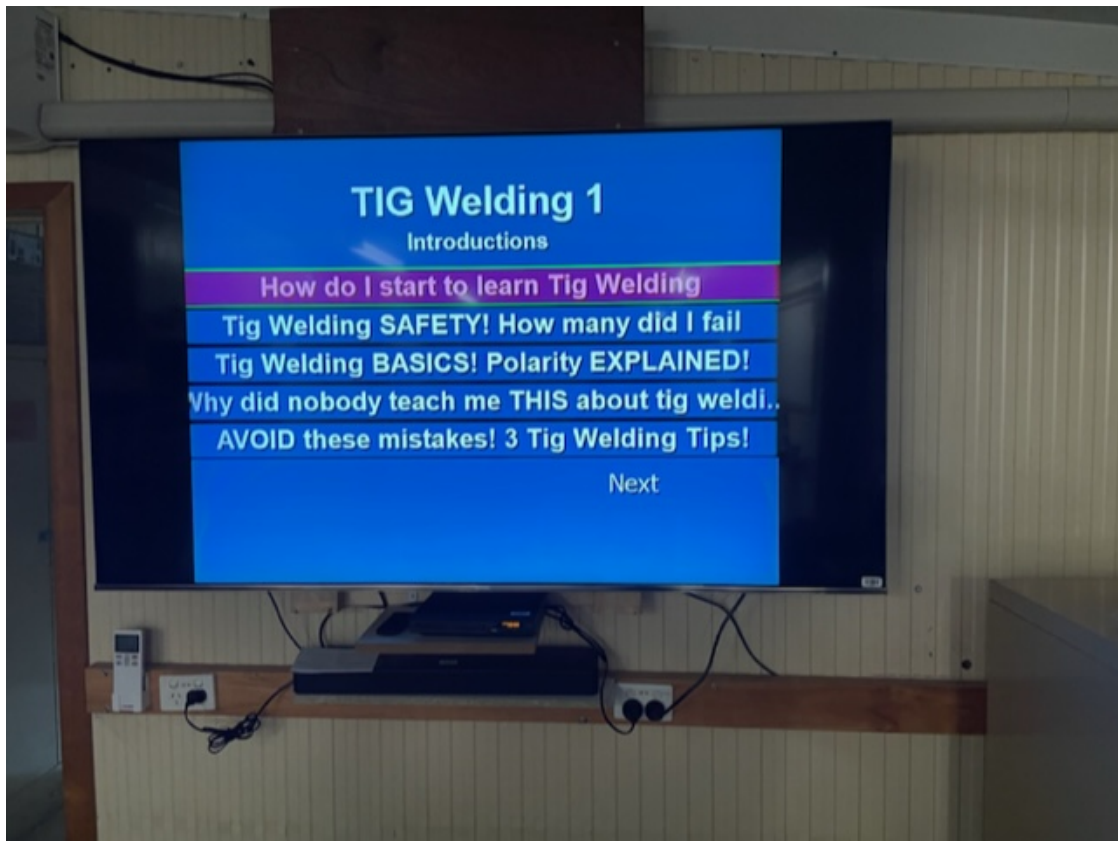 TIG Welding 1
Introductions
How do I start to learn Tig Welding
Tig Welding SAFETY! How many did I fail
Tig Welding BASICS! Polarity EXPLAINED!
Why did nobody teach me THIS about tig weldi..
AVOID these mistakes! 3 Tig Welding Tips!
Next